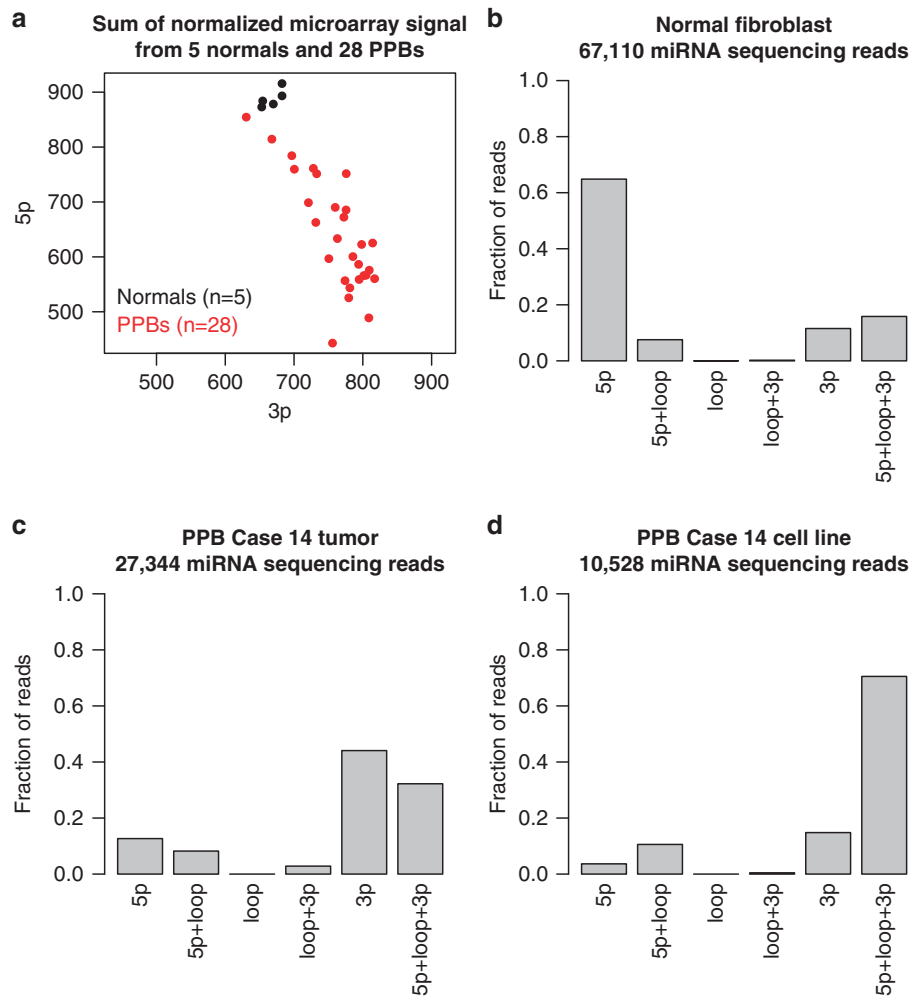 a
Sum of normalized microarray signal
from 5 normals and 28 PPBs
900
800
700
600
500
5p
Normals (n=5)
PPBs (n=28)
500 600 700 800 900
3p
b
Normal fibroblast
67,110 miRNA sequencing reads
1.0
0.8
0.6
0.4
0.2
0.0
Fraction of reads
5p
5p+loop
loop
loop+3p
3p
5p+loop+3p
c
PPB Case 14 tumor
27,344 miRNA sequencing reads
1.0
0.8
0.6
0.4
0.2
0.0
Fraction of reads
5p
5p+loop
loop
loop+3p
3p
5p+loop+3p
d
PPB Case 14 cell line
10,528 miRNA sequencing reads
1.0
0.8
0.6
0.4
0.2
0.0
Fraction of reads
5p
5p+loop
loop
loop+3p
3p
5p+loop+3p